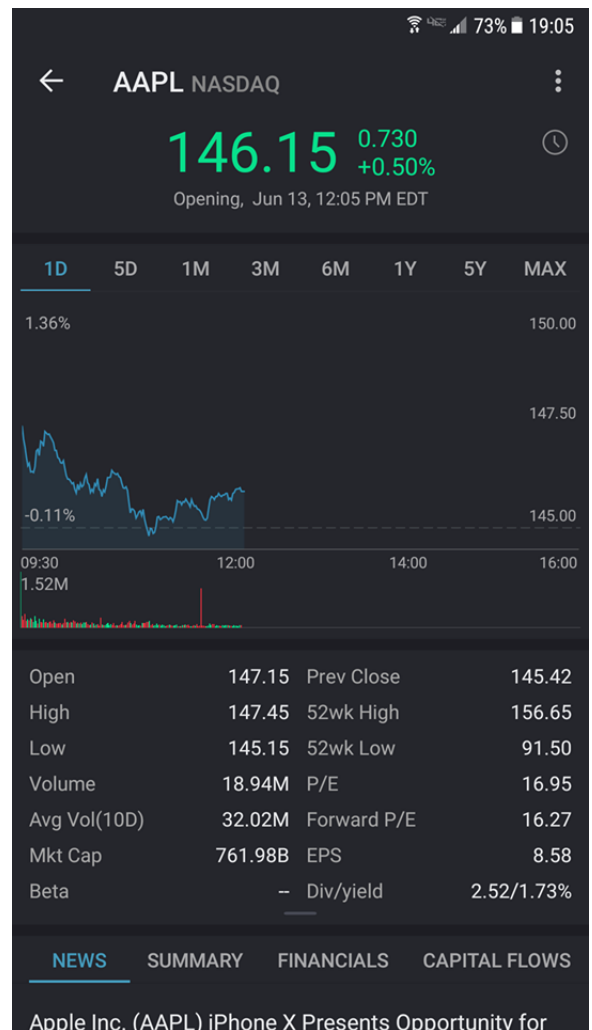 73% 19:05
AAPL NASDAQ
146.15 0.730
+0.50%
Opening, Jun 13, 12:05 PM EDT
1D 5D 1M 3M 6M 1Y 5Y MAX
1.36% 150.00
147.50
-0.11% 145.00
09:30 12:00 14:00 16:00
1.52M
Open 147.15 Prev Close 145.42
High 147.45 52wk High 156.65
Low 145.15 52wk Low 91.50
Volume 18.94M P/E 16.95
Avg Vol(10D) 32.02M Forward P/E 16.27
Mkt Cap 761.98B EPS 8.58
Beta -- Div/yield 2.52/1.73%
NEWS SUMMARY FINANCIALS CAPITAL FLOWS
Apple Inc. (AAPL) iPhone X Presents Opportunity for